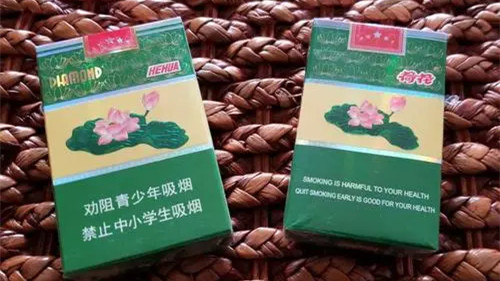 DIAMOND
HEHUA
劝阻青少年吸烟
禁止中小学生吸烟
荷花
SMOKING IS HARMFUL TO YOUR HEALTH
QUIT SMOKING EARLY IS GOOD FOR YOUR HEALTH